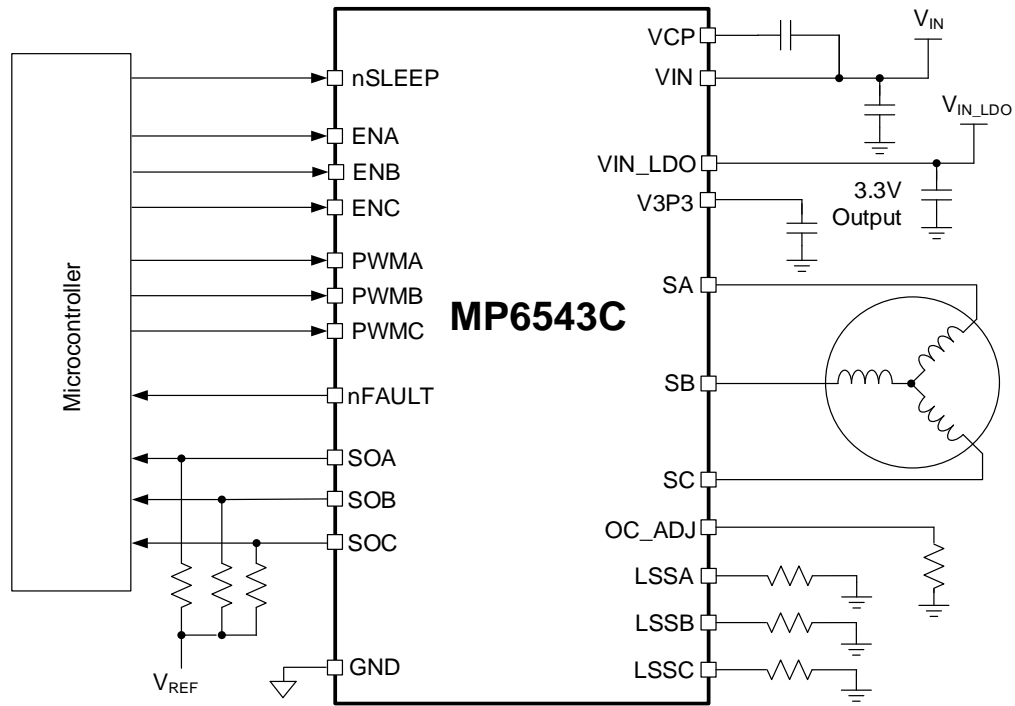 Microcontroller
nSLEEP
ENA
ENB
ENC
PWMA
PWMB
PWMC
nFAULT
SOA
SOB
SOC
VREF
GND
MP6543C
VCP
VIN
VIN_LDO
V3P3
SA
SB
SC
OC_ADJ
LSSA
LSSB
LSSC
VIN
VIN_LDO
3.3V
Output